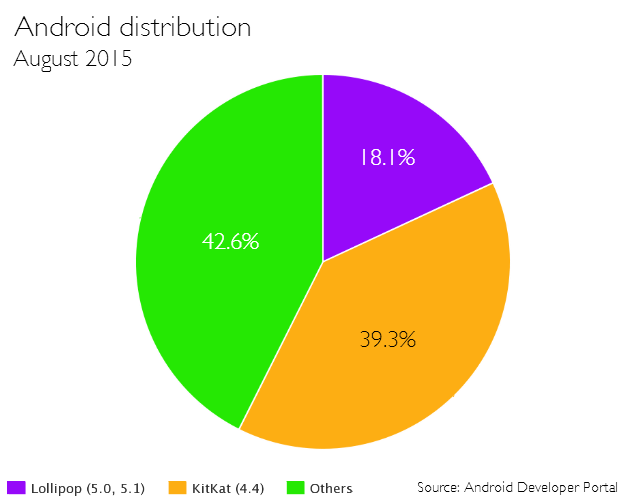 Android distribution
August 2015
18.1%
42.6%
39.3%
Lollipop (5.0, 5.1) KitKat (4.4) Others Source: Android Developer Portal